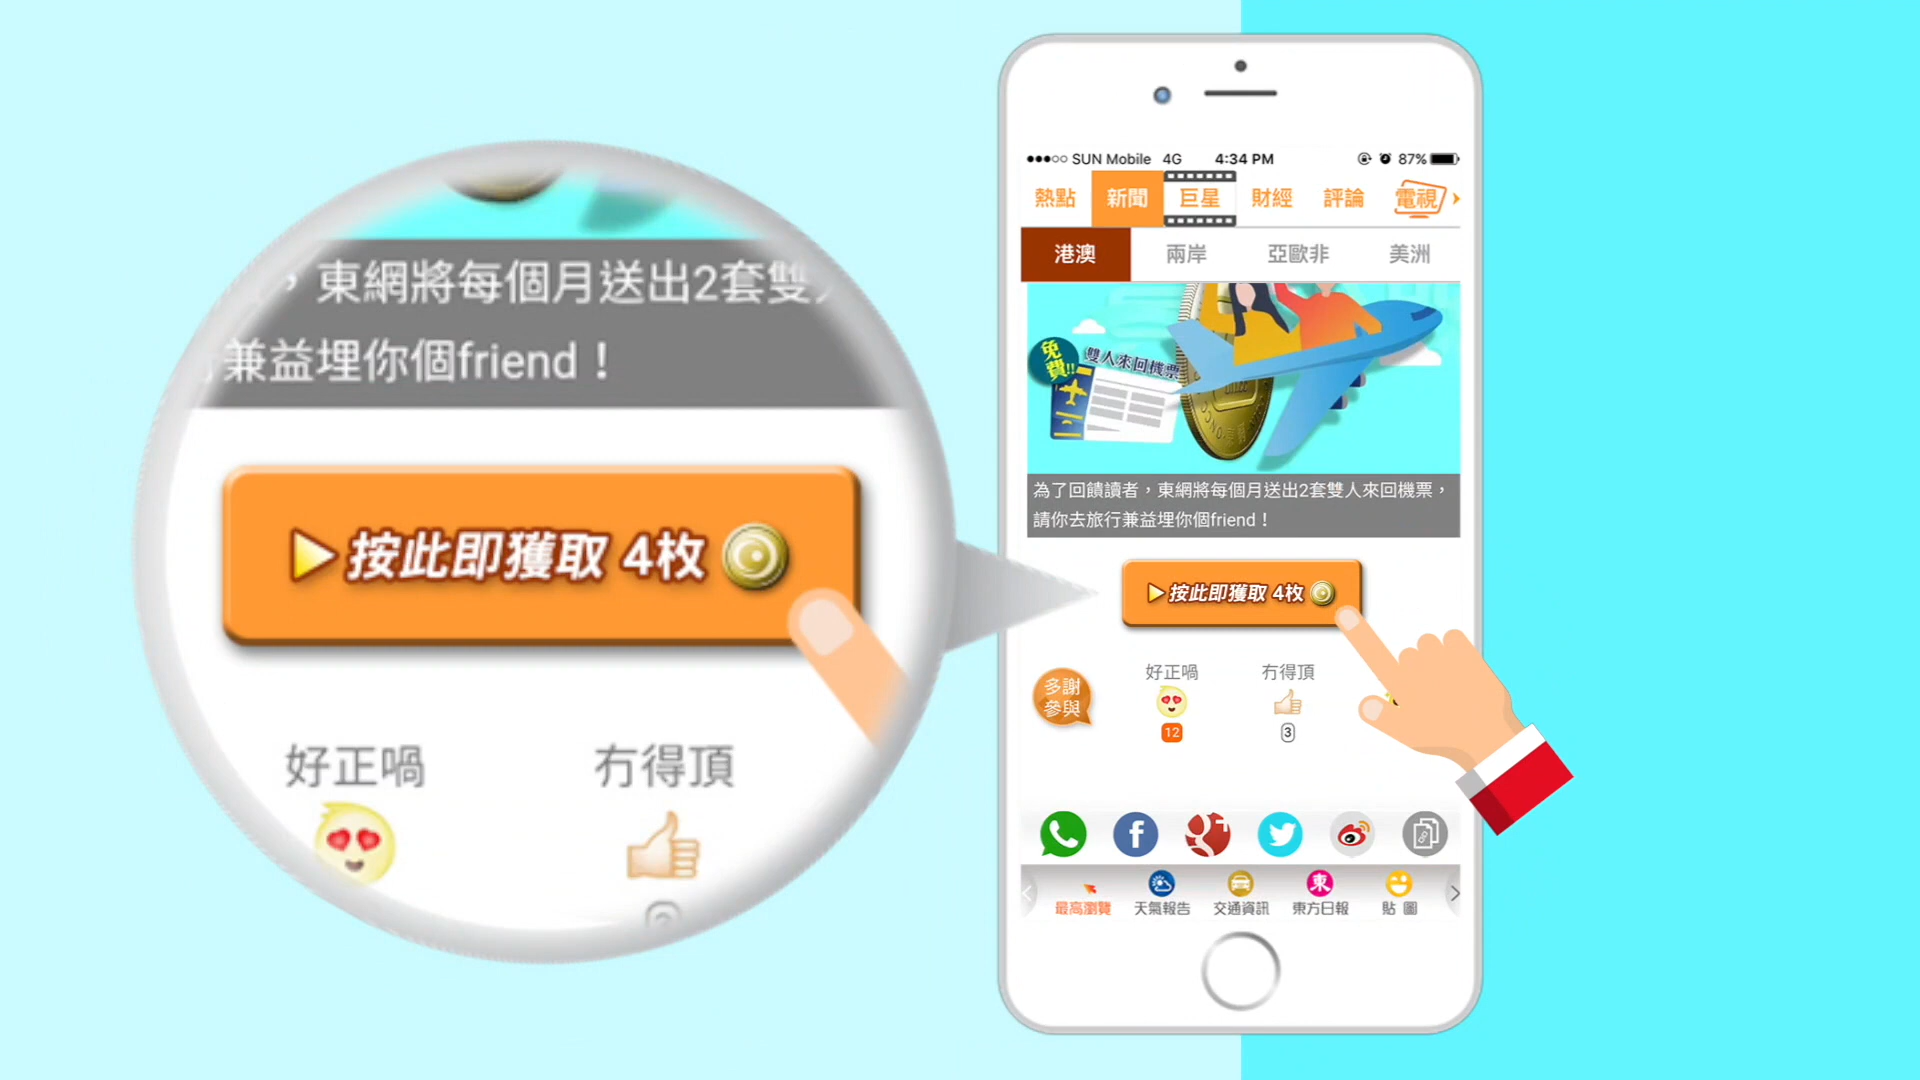 ，東網將每個月送出2套雙人
兼益埋你個friend！
按此即獲取 4枚
好正喎
冇得頂
SUN Mobile 4G 4:34 PM 87%
熱點 新聞 巨星 財經 評論 電視
港澳 兩岸 亞歐非 美洲
免費!!
雙人來回機票
為了回饋讀者，東網將每個月送出2套雙人來回機票，
請你去旅行兼益埋你個friend！
按此即獲取 4枚
多謝
參與
好正喎 冇得頂
12 3
東
最高瀏覽 天氣報告 交通資訊 東方日報 貼圖